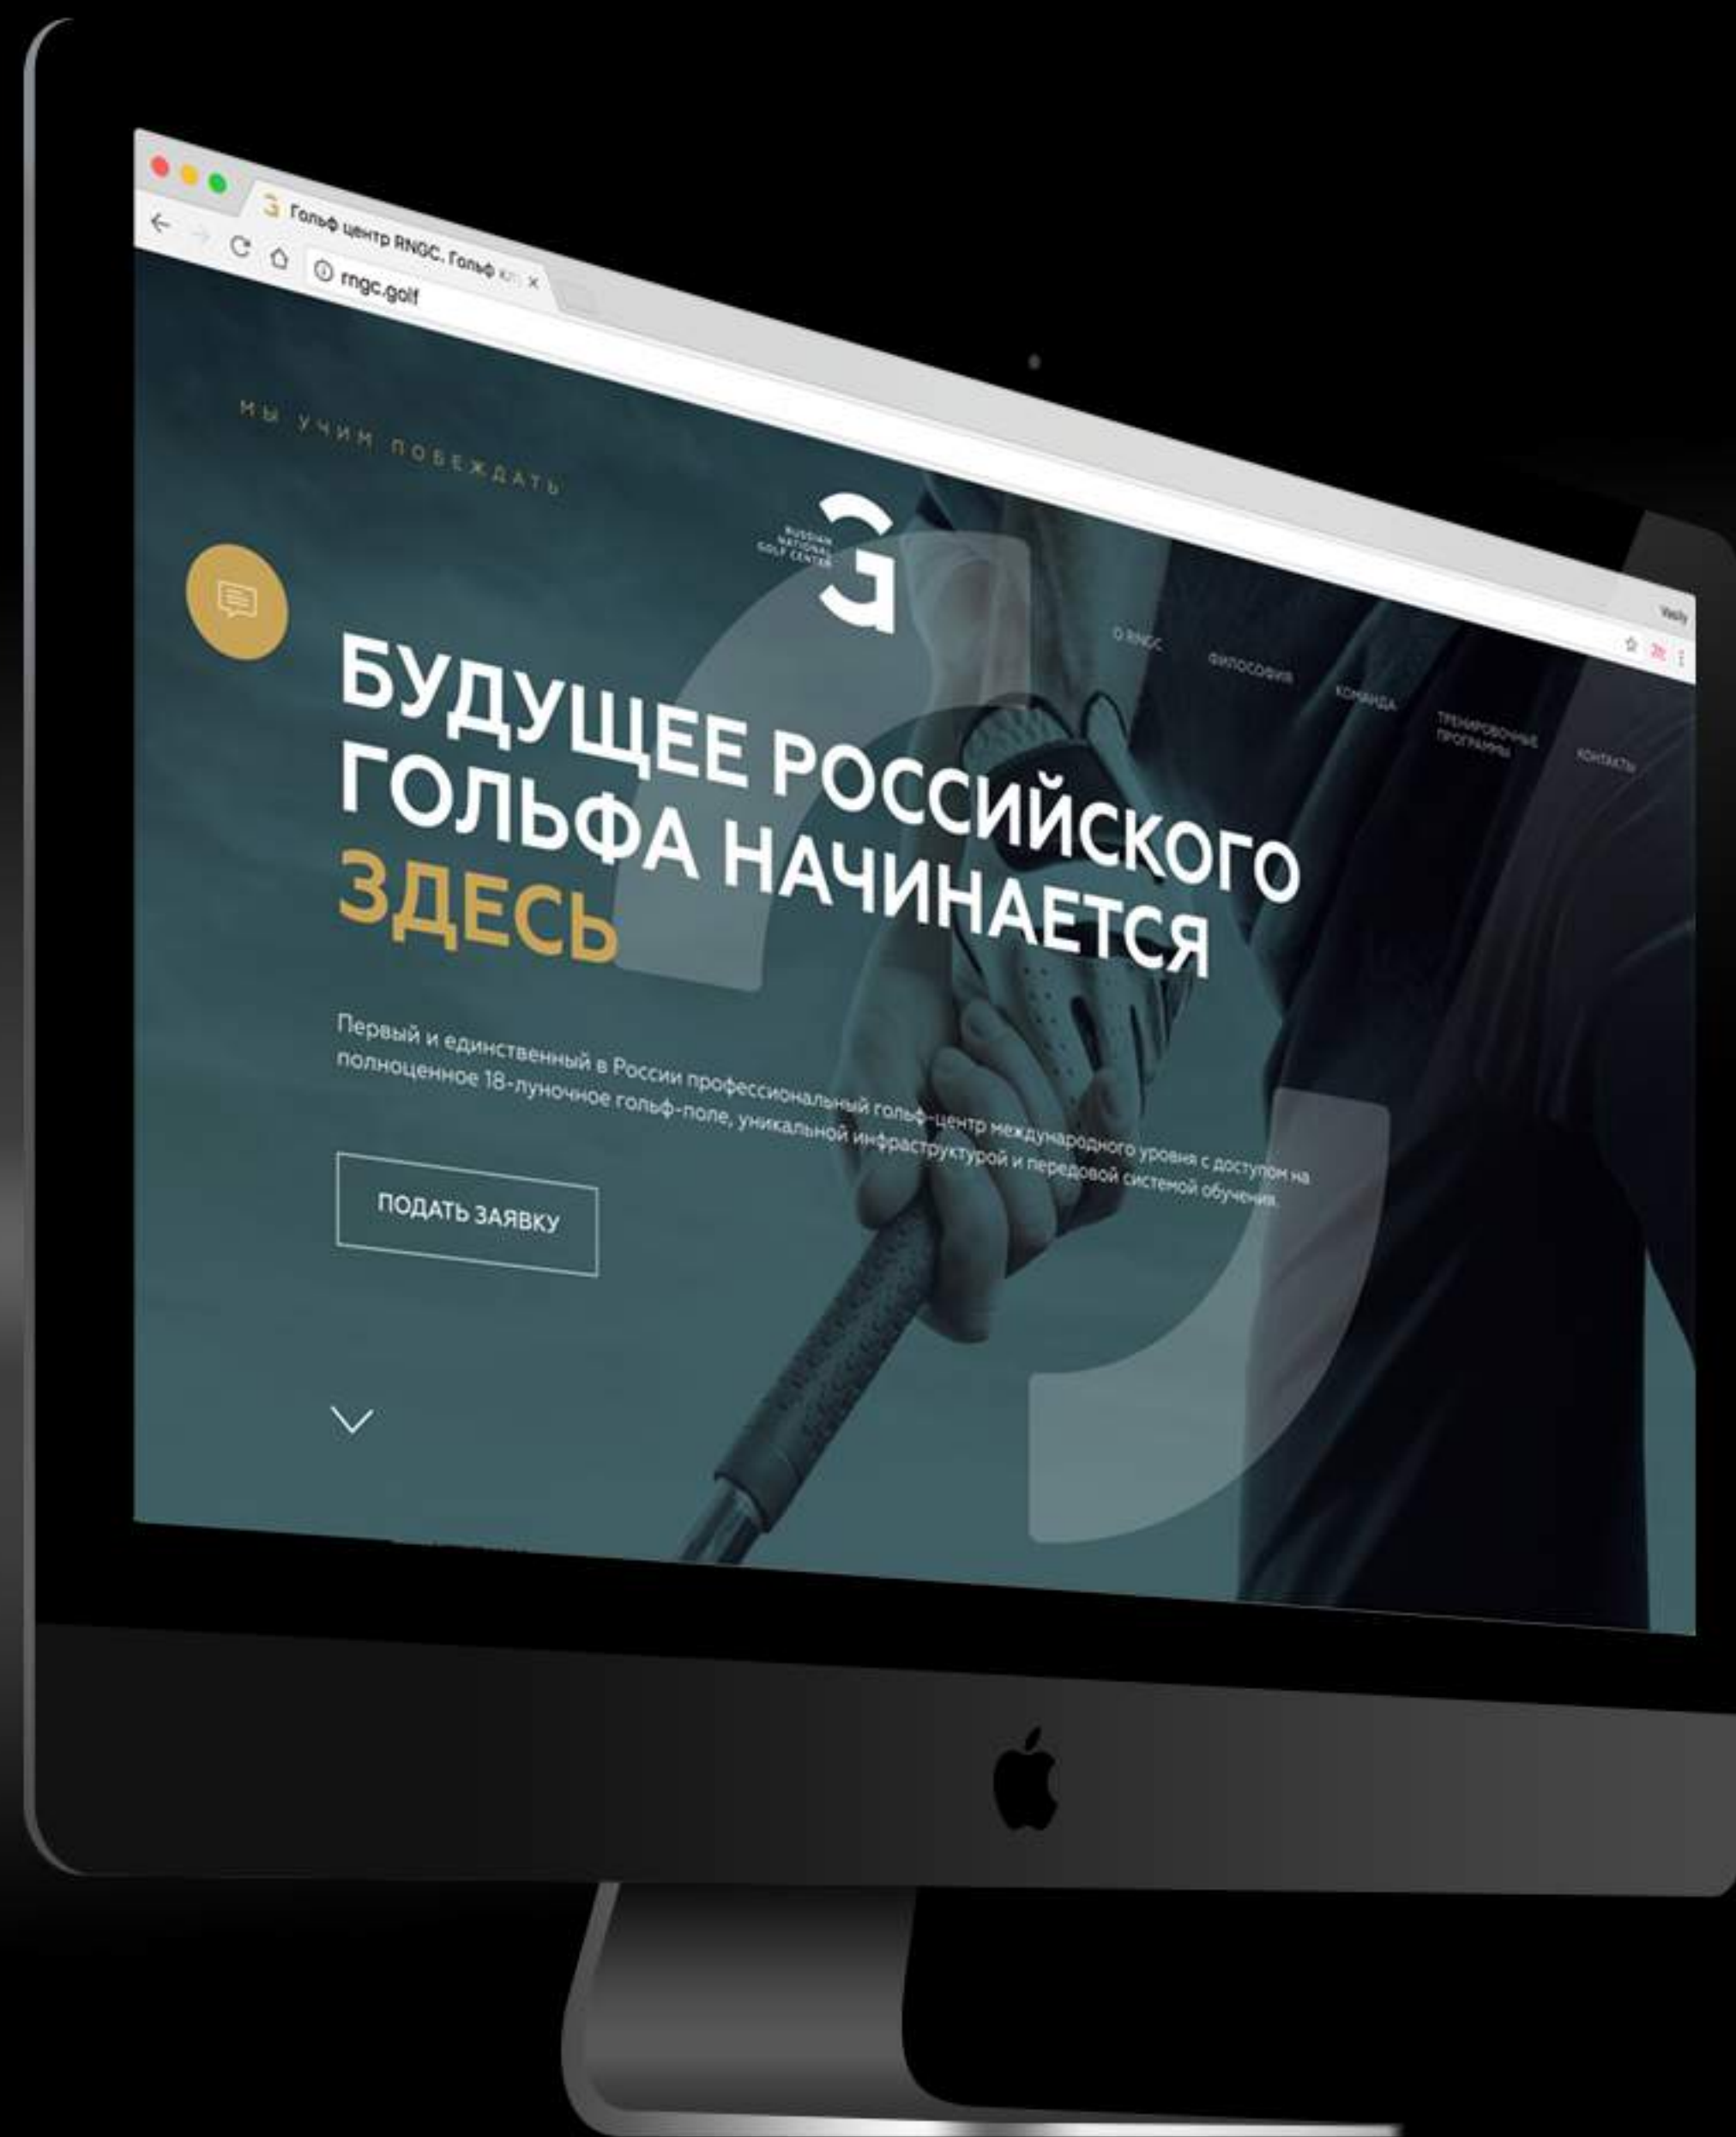 Гольф центр RNGC. Гольф
rngc.golf
Vasily
МЫ УЧИМ ПОБЕЖДАТЬ
RUSSIAN
NATIONAL
GOLF CENTER
О RNGC
ФИЛОСОФИЯ
КОМАНДА
ТРЕНИРОВОЧНЫЕ
ПРОГРАММЫ
КОНТАКТЫ
БУДУЩЕЕ РОССИЙСКОГО
ГОЛЬФА НАЧИНАЕТСЯ
ЗДЕСЬ
Первый и единственный в России профессиональный гольф-центр международного уровня с доступом на
полноценное 18-луночное гольф-поле, уникальной инфраструктурой и передовой системой обучения.
ПОДАТЬ ЗАЯВКУ